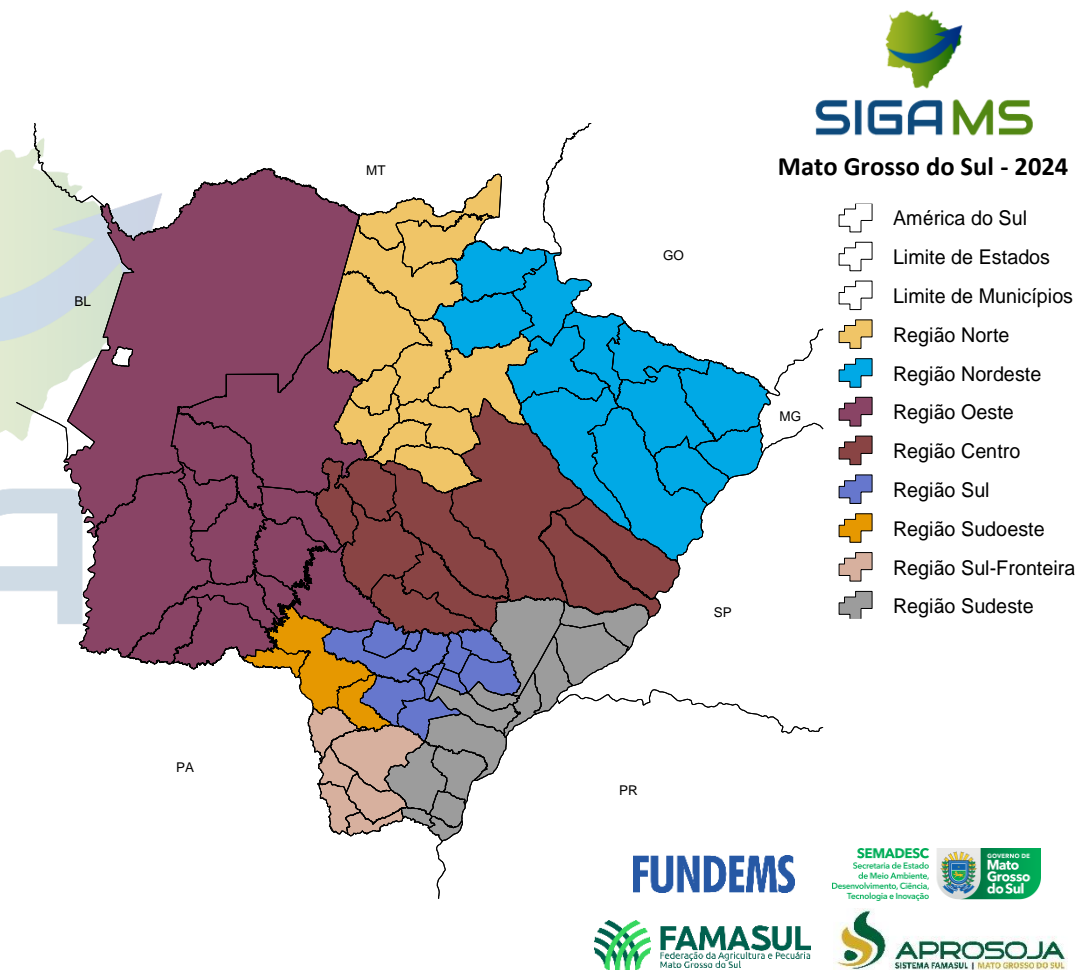 SIGAMS
Mato Grosso do Sul - 2024
América do Sul
Limite de Estados
Limite de Municípios
Região Norte
Região Nordeste
Região Oeste
Região Centro
Região Sul
Região Sudoeste
Região Sul-Fronteira
Região Sudeste
MT
GO
BL
MG
SP
PA
PR
FUNDEMS
SEMADESC
Secretaria de Estado
de Meio Ambiente,
Desenvolvimento, Ciência,
Tecnologia e Inovação
GOVERNO DE
Mato
Grosso
do Sul
FAMASUL
Federação da Agricultura e Pecuária
Mato Grosso do Sul
APROSOJA
SISTEMA FAMASUL | MATO GROSSO DO SUL